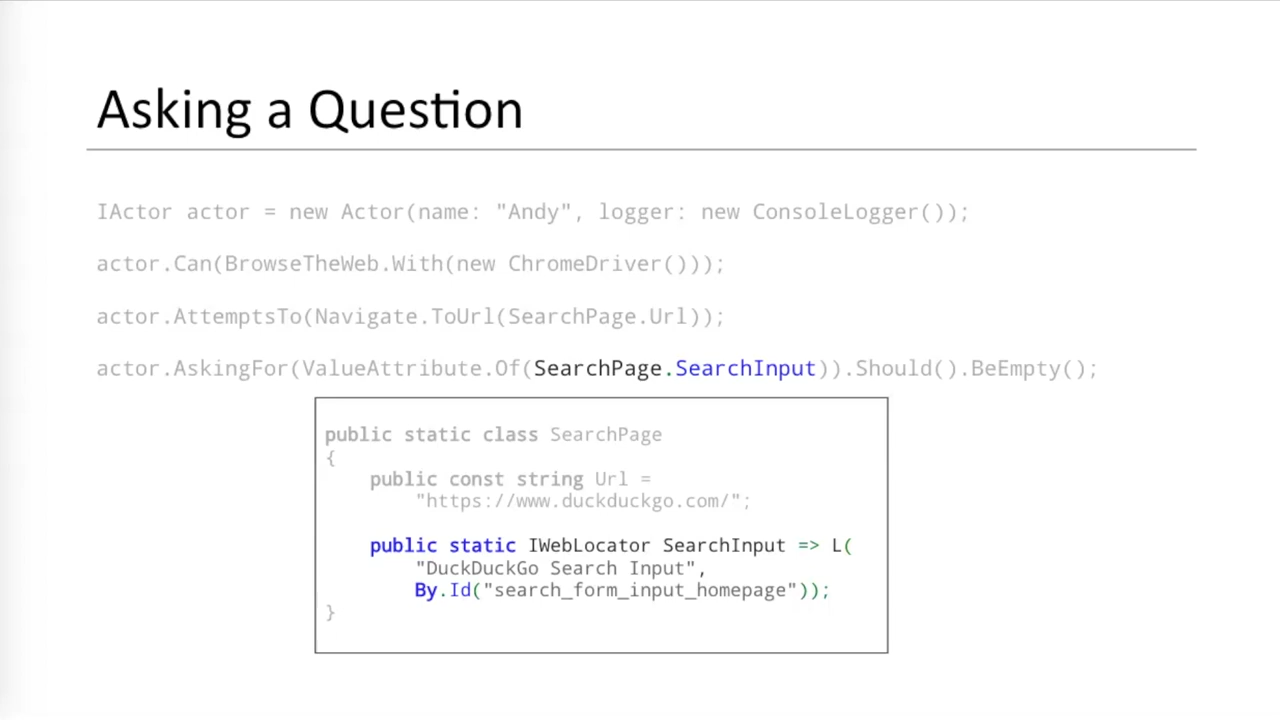 Asking a Question
IActor actor = new Actor(name: "Andy", logger: new ConsoleLogger());
actor.Can(BrowseTheWeb.With(new ChromeDriver()));
actor.AttemptsTo(Navigate.ToUrl(SearchPage.Url));
actor.AskingFor(ValueAttribute.Of(SearchPage.SearchInput)).Should().BeEmpty();
public static class SearchPage
{
    public const string Url =
        "https://www.duckduckgo.com/";
    public static IWebLocator SearchInput => L(
        "DuckDuckGo Search Input",
        By.Id("search_form_input_homepage"));
}